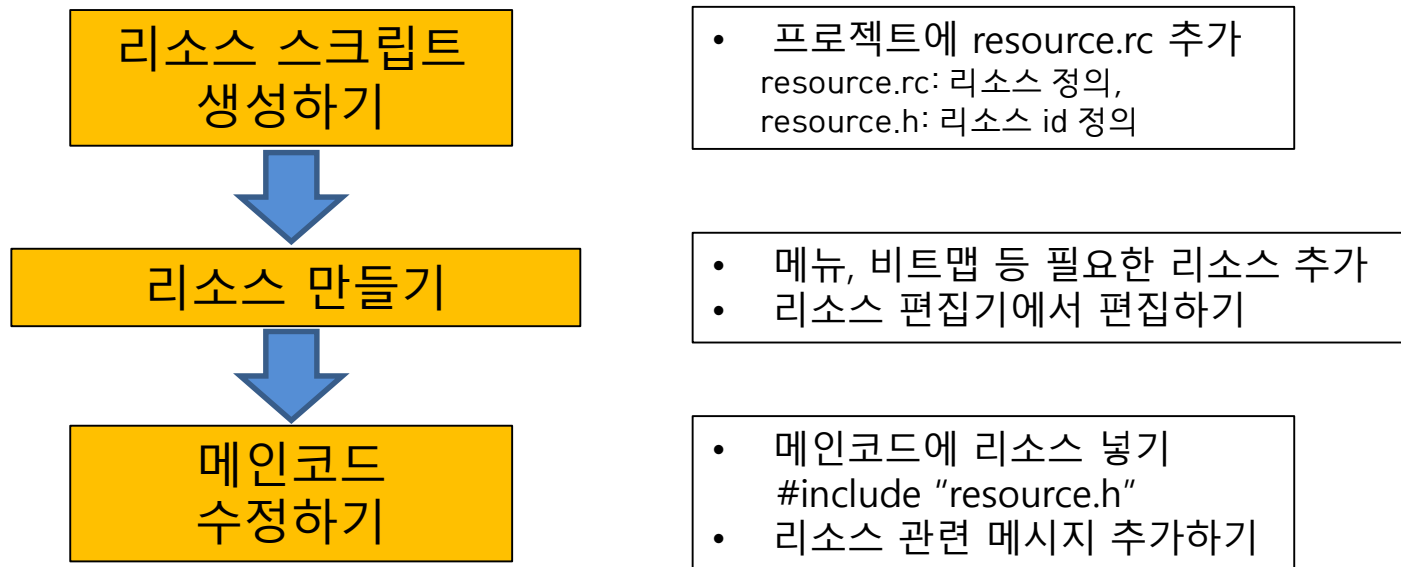 리소스 스크립트
생성하기
• 프로젝트에 resource.rc 추가
resource.rc: 리소스 정의,
resource.h: 리소스 id 정의
리소스 만들기
• 메뉴, 비트맵 등 필요한 리소스 추가
• 리소스 편집기에서 편집하기
메인코드
수정하기
• 메인코드에 리소스 넣기
#include “resource.h”
• 리소스 관련 메시지 추가하기